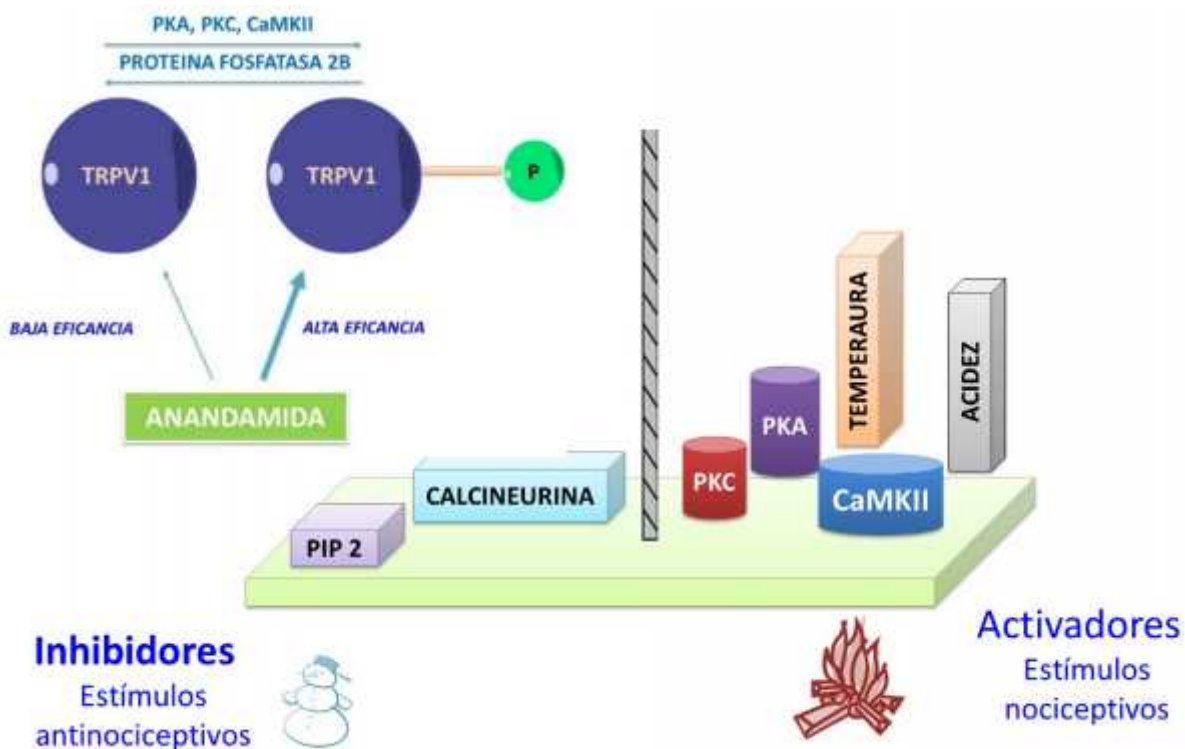 PKA, PKC, CaMKII
PROTEINA FOSFATASA 2B
TRPV1
TRPV1
P
BAJA EFICANCIA
ALTA EFICANCIA
ANANDAMIDA
TEMPERAURA
ACIDEZ
PKA
PKC
CaMKII
CALCINEURINA
PIP 2
Inhibidores
Estímulos
antinociceptivos
Activadores
Estímulos
nociceptivos